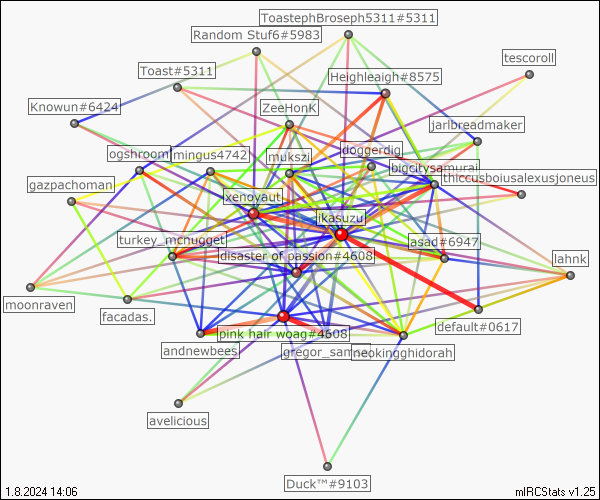 ToastephBroseph5311#5311
Random Stuf6#5983
tescoroll
Toast#5311
Heighleaigh#8575
Knowun#6424
ZeeHonK
jarlbreadmaker
ogshroom
mingus4742
mukszi
doggerdig
bigcitysamurai
thiccusboiusalexusjoneus
gazpachoman
xenovaut
ikasuzu
turkey_mcnugget
asad#6947
disaster of passion#4608
lahnk
moonraven
facadas.
default#0617
pink hair woag#4608
andnewbees
neokingghidorah
avelicious
Duck™#9103
1.8.2024 14:06
mIRCStats v1.25